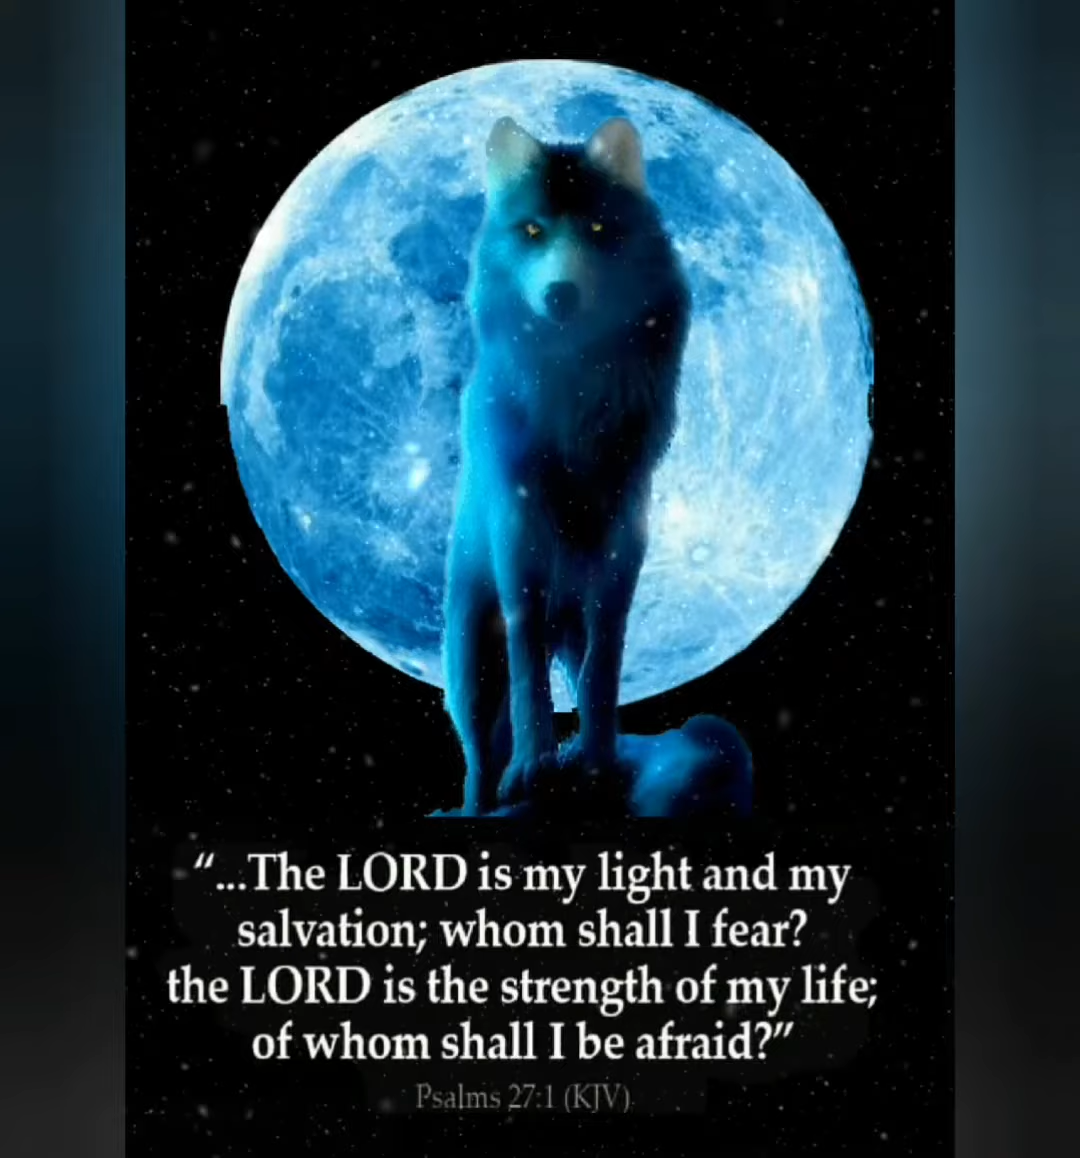 “...The LORD is my light and my
salvation; whom shall I fear?
the LORD is the strength of my life;
of whom shall I be afraid?”
Psalms 27:1 (KJV)